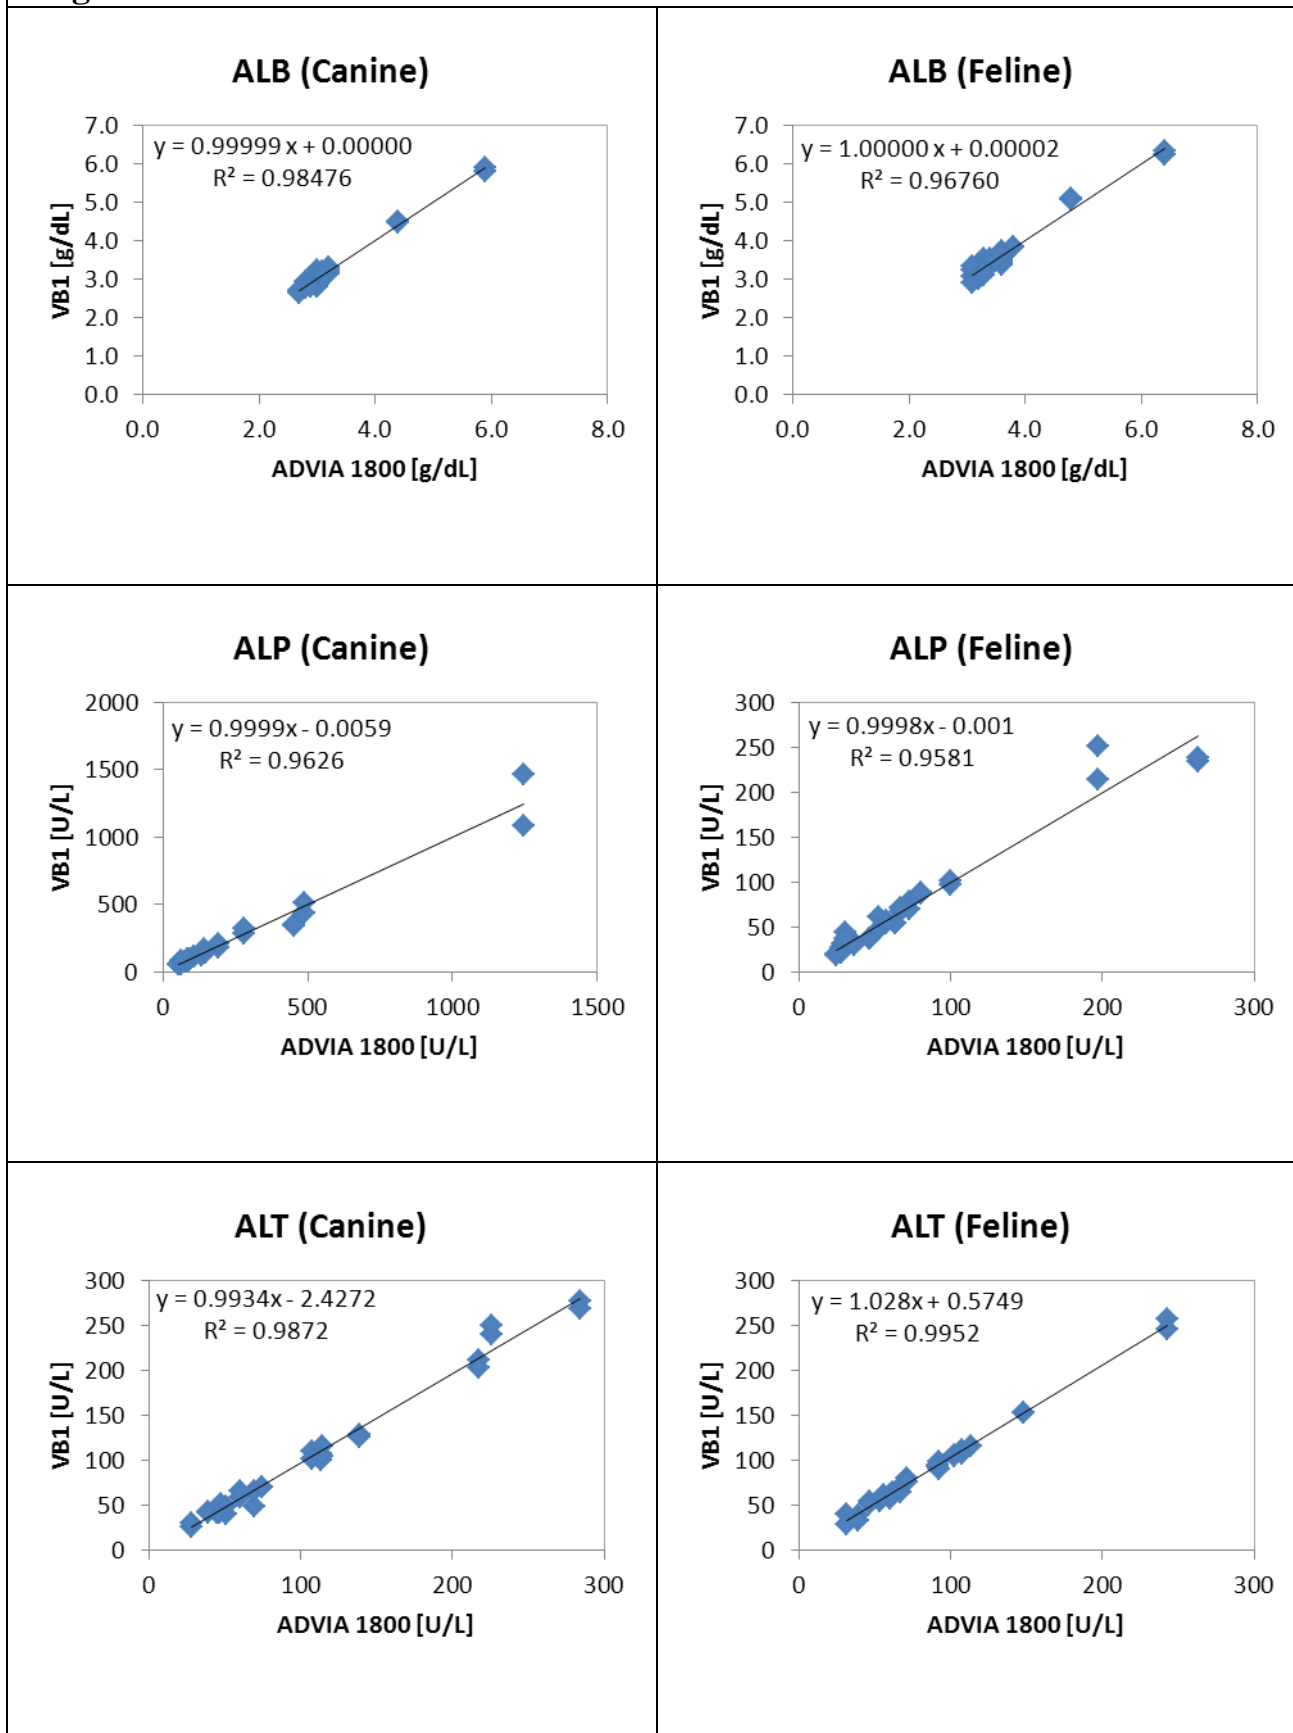 ALB (Canine)
y = 0.99999 x + 0.00000
R² = 0.98476
7.0
6.0
5.0
4.0
3.0
2.0
1.0
0.0
VB1 [g/dL]
0.0 2.0 4.0 6.0 8.0
ADVIA 1800 [g/dL]
ALB (Feline)
y = 1.00000 x + 0.00002
R² = 0.96760
7.0
6.0
5.0
4.0
3.0
2.0
1.0
0.0
VB1 [g/dL]
0.0 2.0 4.0 6.0 8.0
ADVIA 1800 [g/dL]
ALP (Canine)
y = 0.9999x - 0.0059
R² = 0.9626
2000
1500
1000
500
0
VB1 [U/L]
0 500 1000 1500
ADVIA 1800 [U/L]
ALP (Feline)
y = 0.9998x - 0.001
R² = 0.9581
300
250
200
150
100
50
0
VB1 [U/L]
0 100 200 300
ADVIA 1800 [U/L]
ALT (Canine)
y = 0.9934x - 2.4272
R² = 0.9872
300
250
200
150
100
50
0
VB1 [U/L]
0 100 200 300
ADVIA 1800 [U/L]
ALT (Feline)
y = 1.028x + 0.5749
R² = 0.9952
300
250
200
150
100
50
0
VB1 [U/L]
0 100 200 300
ADVIA 1800 [U/L]